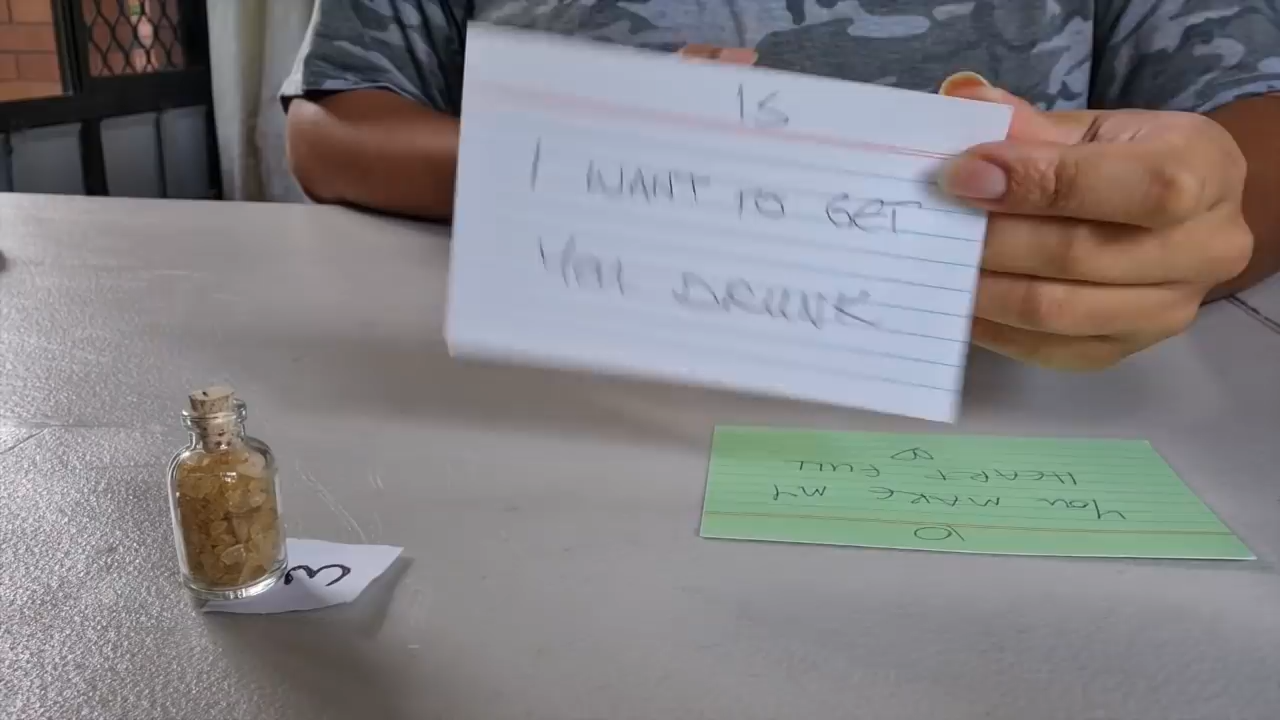 15
I WANT TO GET
YOU DRUNK
10
YOU MAKE MY
HEART FULL
3